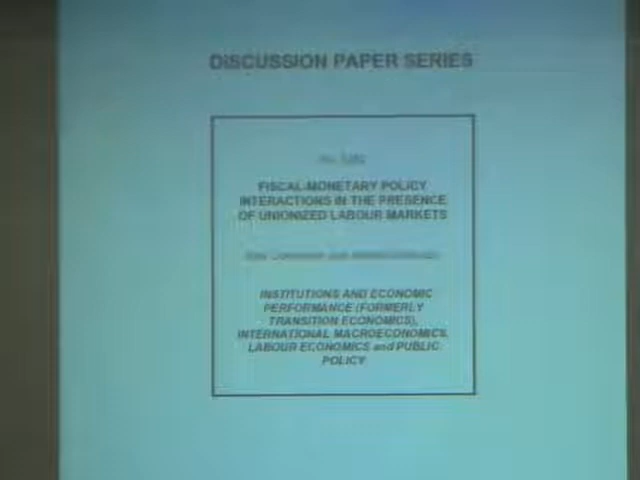 DISCUSSION PAPER SERIES
FISCAL-MONETARY POLICY
INTERACTIONS IN THE PRESENCE
OF UNIONIZED LABOUR MARKETS
INSTITUTIONS AND ECONOMIC
PERFORMANCE (FORMERLY
TRANSITION ECONOMICS),
INTERNATIONAL MACROECONOMICS,
LABOUR ECONOMICS and PUBLIC
POLICY